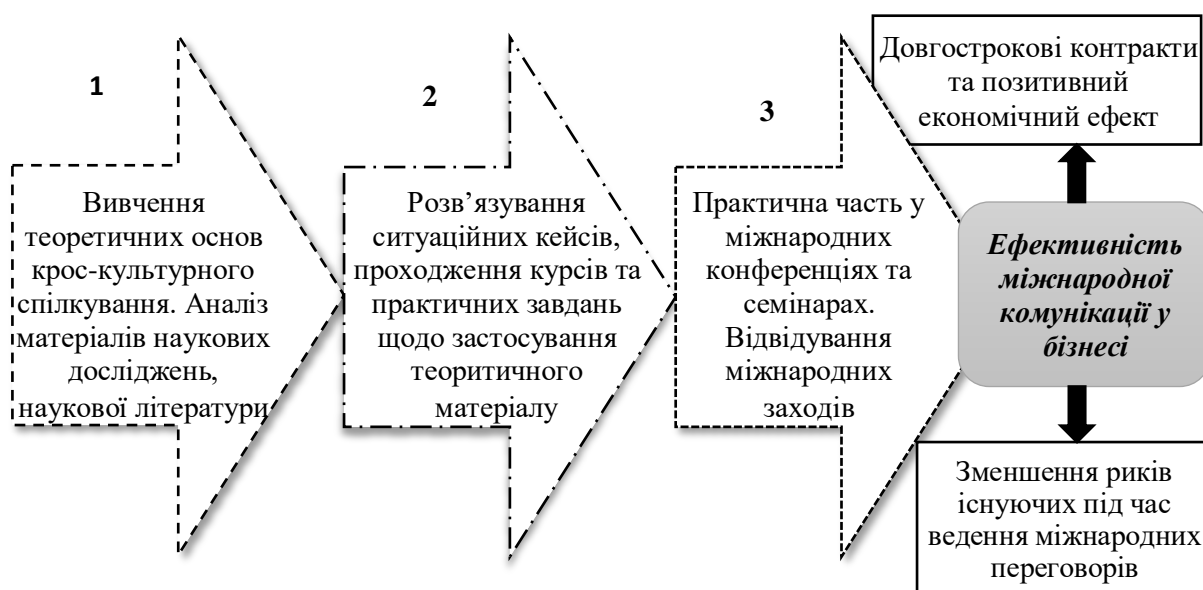 1
Вивчення
теоретичних основ
крос-культурного
спілкування. Аналіз
матеріалів наукових
досліджень,
наукової літератури
2
Розв’язування
ситуаційних кейсів,
проходження курсів та
практичних завдань
щодо застосування
теоритичного
матеріалу
3
Практична часть у
міжнародних
конференціях та
семінарах.
Відвідування
міжнародних
заходів
Довгострокові контракти
та позитивний
економічний ефект
Ефективність
міжнародної
комунікації у
бізнесі
Зменшення риків
існуючих під час
ведення міжнародних
переговорів